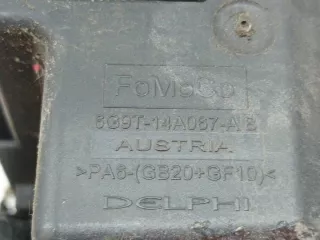 FoMoCo
6G9T-14A067-AB
AUSTRIA
>PA6-(GB20+GF10)<
DELPHI